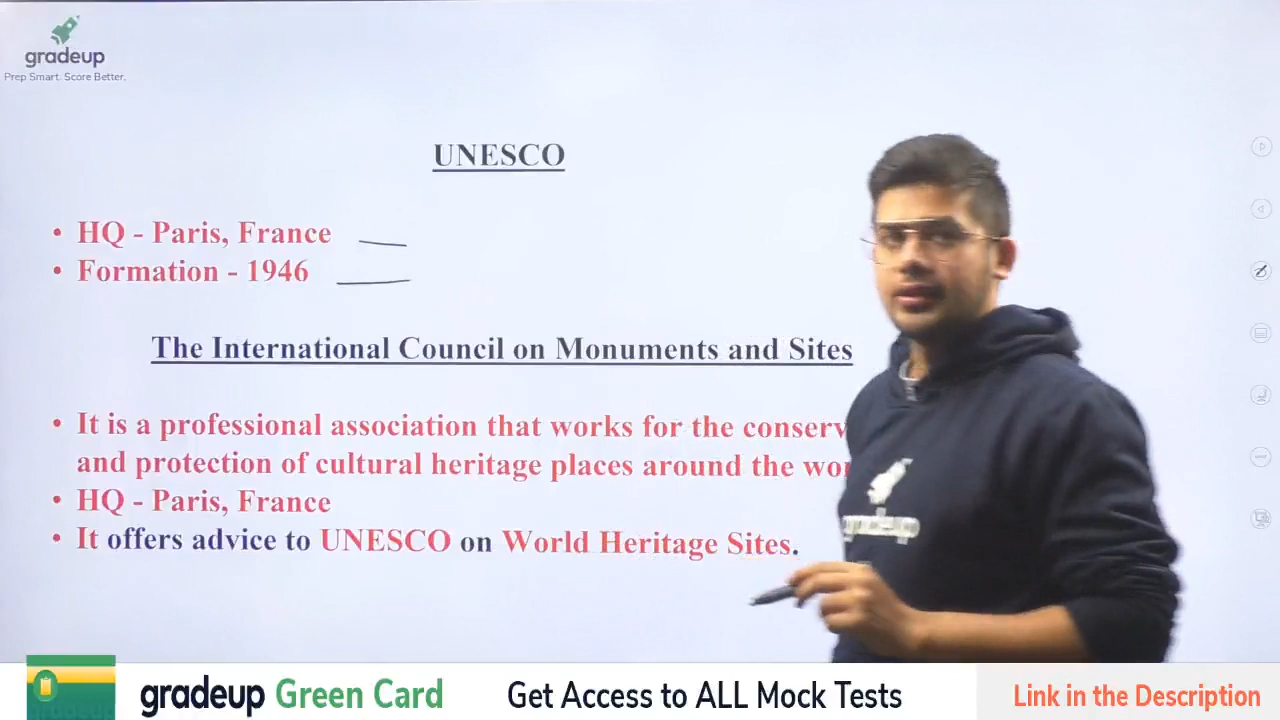 gradeup
Prep Smart. Score Better.
UNESCO
• HQ - Paris, France
• Formation - 1946
The International Council on Monuments and Sites
• It is a professional association that works for the conserv
and protection of cultural heritage places around the wor
• HQ - Paris, France
• It offers advice to UNESCO on World Heritage Sites.
gradeup
gradeup Green Card Get Access to ALL Mock Tests Link in the Description